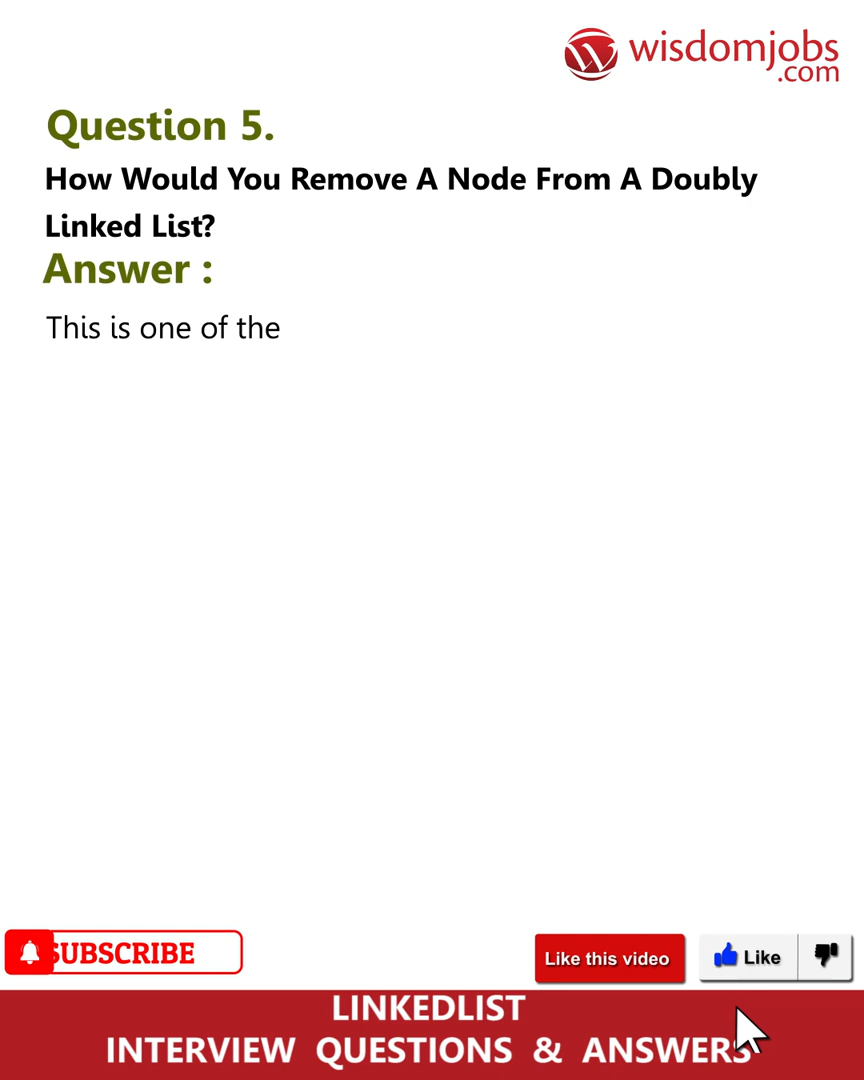 wisdomjobs
.com
Question 5.
How Would You Remove A Node From A Doubly
Linked List?
Answer :
This is one of the
SUBSCRIBE
Like this video
Like
LINKEDLIST
INTERVIEW QUESTIONS & ANSWERS